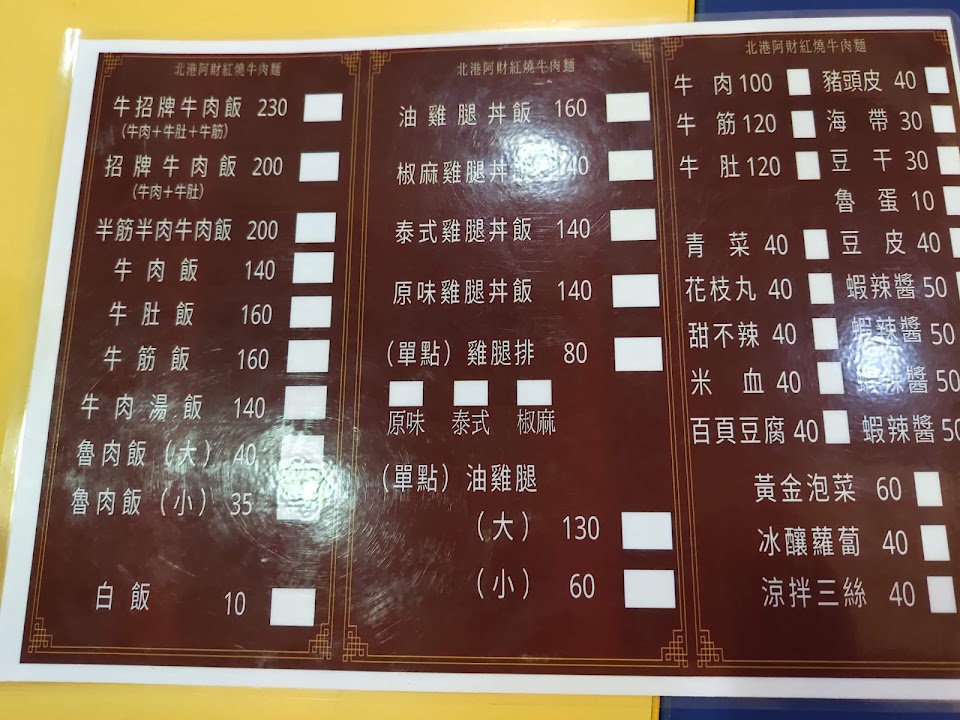 北港阿財紅燒牛肉麵
牛招牌牛肉飯 230
(牛肉+牛肚+牛筋)
招牌牛肉飯 200
(牛肉+牛肚)
半筋半肉牛肉飯 200
牛肉飯 140
牛肚飯 160
牛筋飯 160
牛肉湯飯 140
魯肉飯(大) 40
魯肉飯(小) 35
白飯 10
北港阿財紅燒牛肉麵
油雞腿丼飯 160
椒麻雞腿丼飯 140
泰式雞腿丼飯 140
原味雞腿丼飯 140
(單點)雞腿排 80
原味 泰式 椒麻
(單點)油雞腿
(大) 130
(小) 60
北港阿財紅燒牛肉麵
牛肉 100 豬頭皮 40
牛筋 120 海帶 30
牛肚 120 豆干 30
魯蛋 10
青菜 40 豆皮 40
花枝丸 40 蝦辣醬 50
甜不辣 40 蝦辣醬 50
米血 40 蝦辣醬 50
百頁豆腐 40 蝦辣醬 50
黃金泡菜 60
冰釀蘿蔔 40
涼拌三絲 40